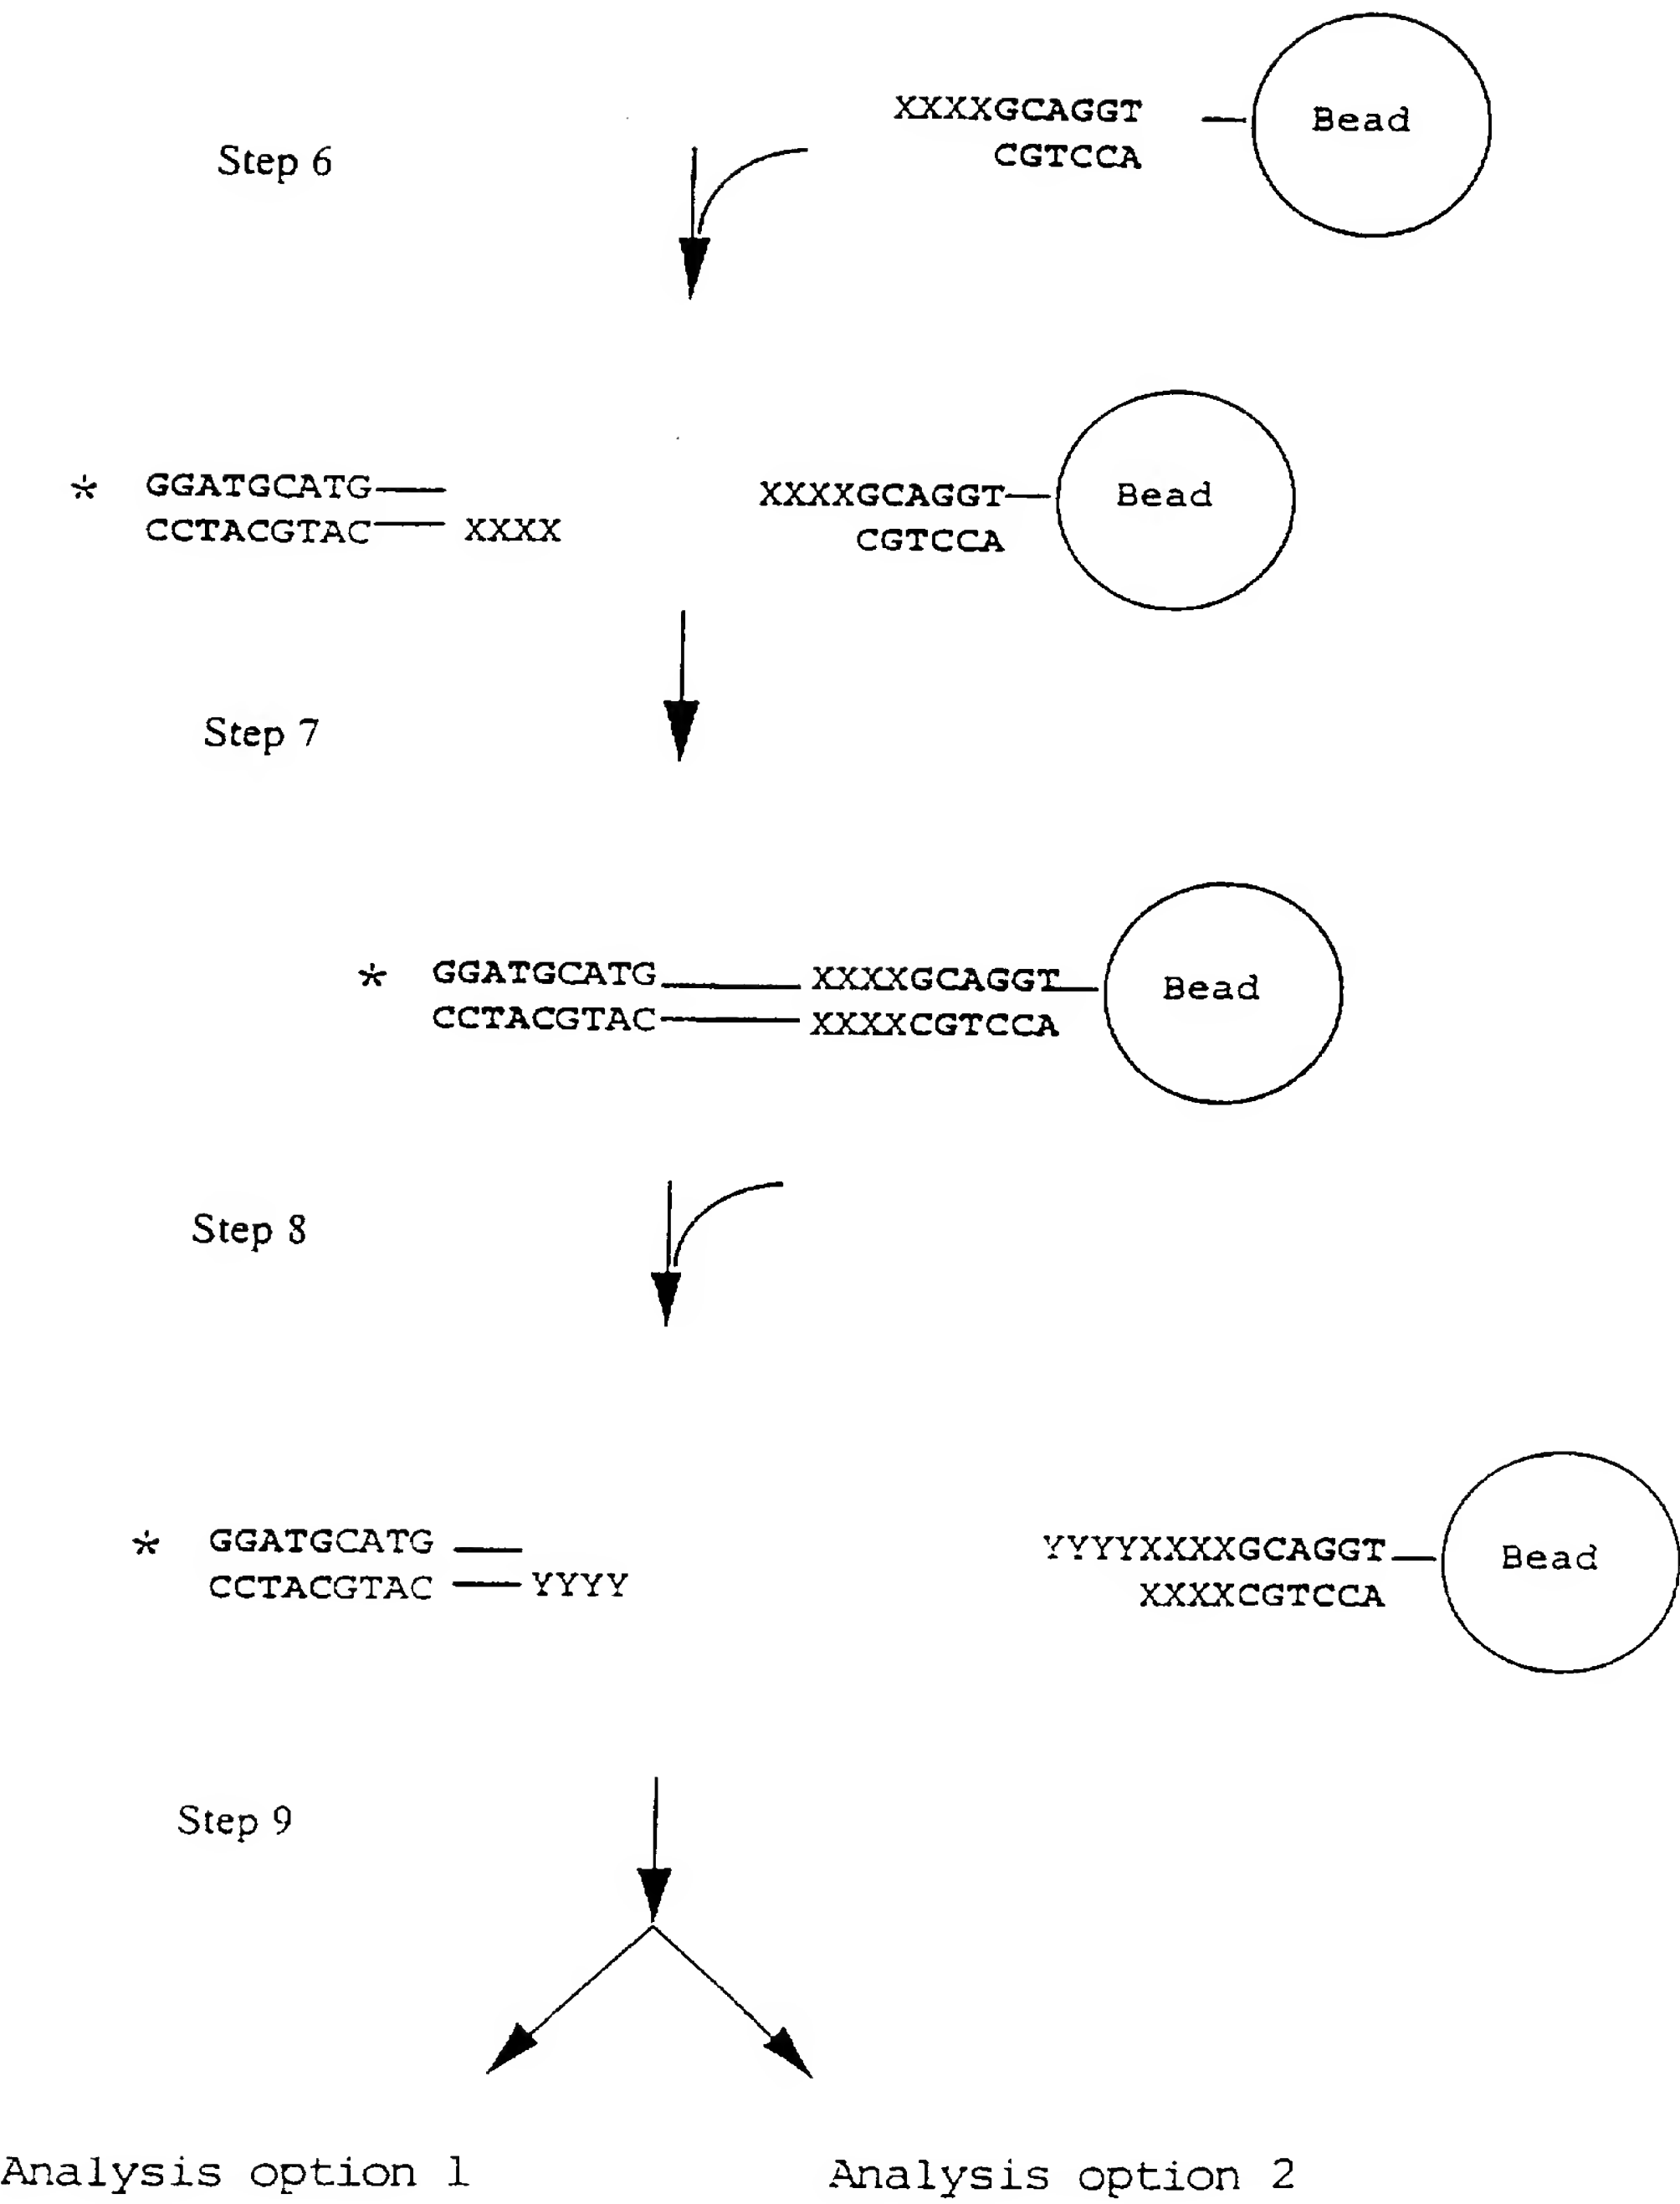 XXXXGCAGGT Bead
Step 6
CGTCCA
* GGATGCATG XXXXGCAGGT Bead
CCTACGTAC XXXX CGTCCA
Step 7
* GGATGCATG XXXXGCAGGT Bead
CCTACGTAC XXXXCGTCCA
Step 8
* GGATGCATG YYYYXXXXGCAGGT Bead
CCTACGTAC YYYY XXXXCGTCCA
Step 9
Analysis option 1 Analysis option 2